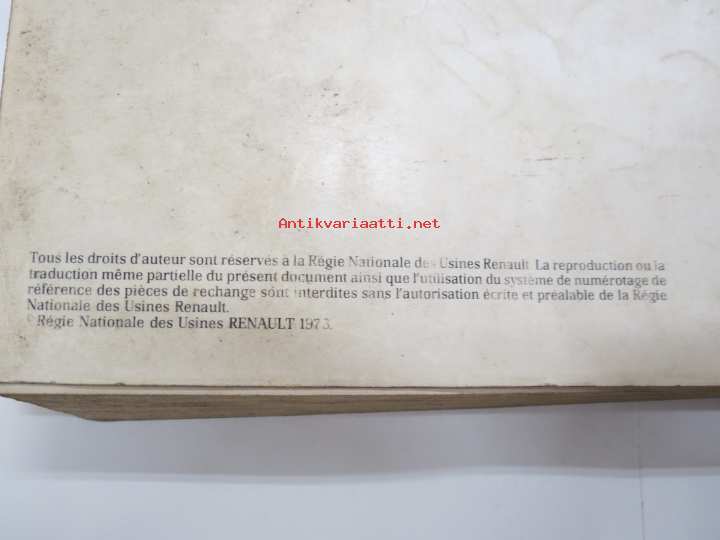 Antikvariaatti.net
Tous les droits d'auteur sont réservés à la Régie Nationale des Usines Renault. La reproduction ou la
traduction même partielle du présent document ainsi que l'utilisation du système de numérotage de
référence des pièces de rechange sont interdites sans l'autorisation écrite et préalable de la Régie
Nationale des Usines Renault.
© Régie Nationale des Usines RENAULT